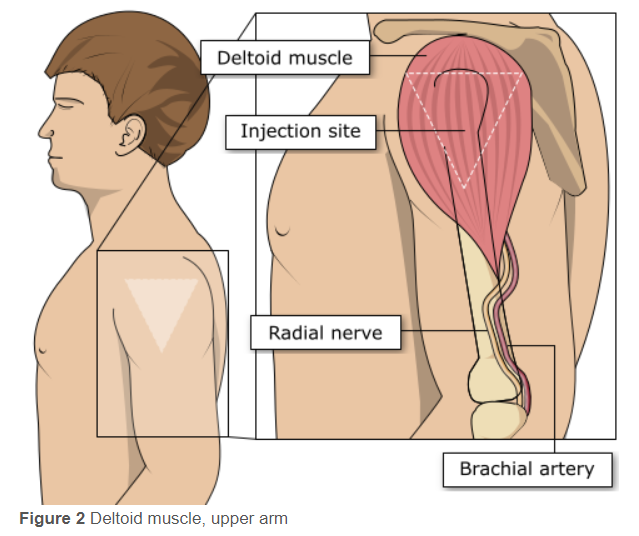 Deltoid muscle
Injection site
Radial nerve
Brachial artery
Figure 2 Deltoid muscle, upper arm